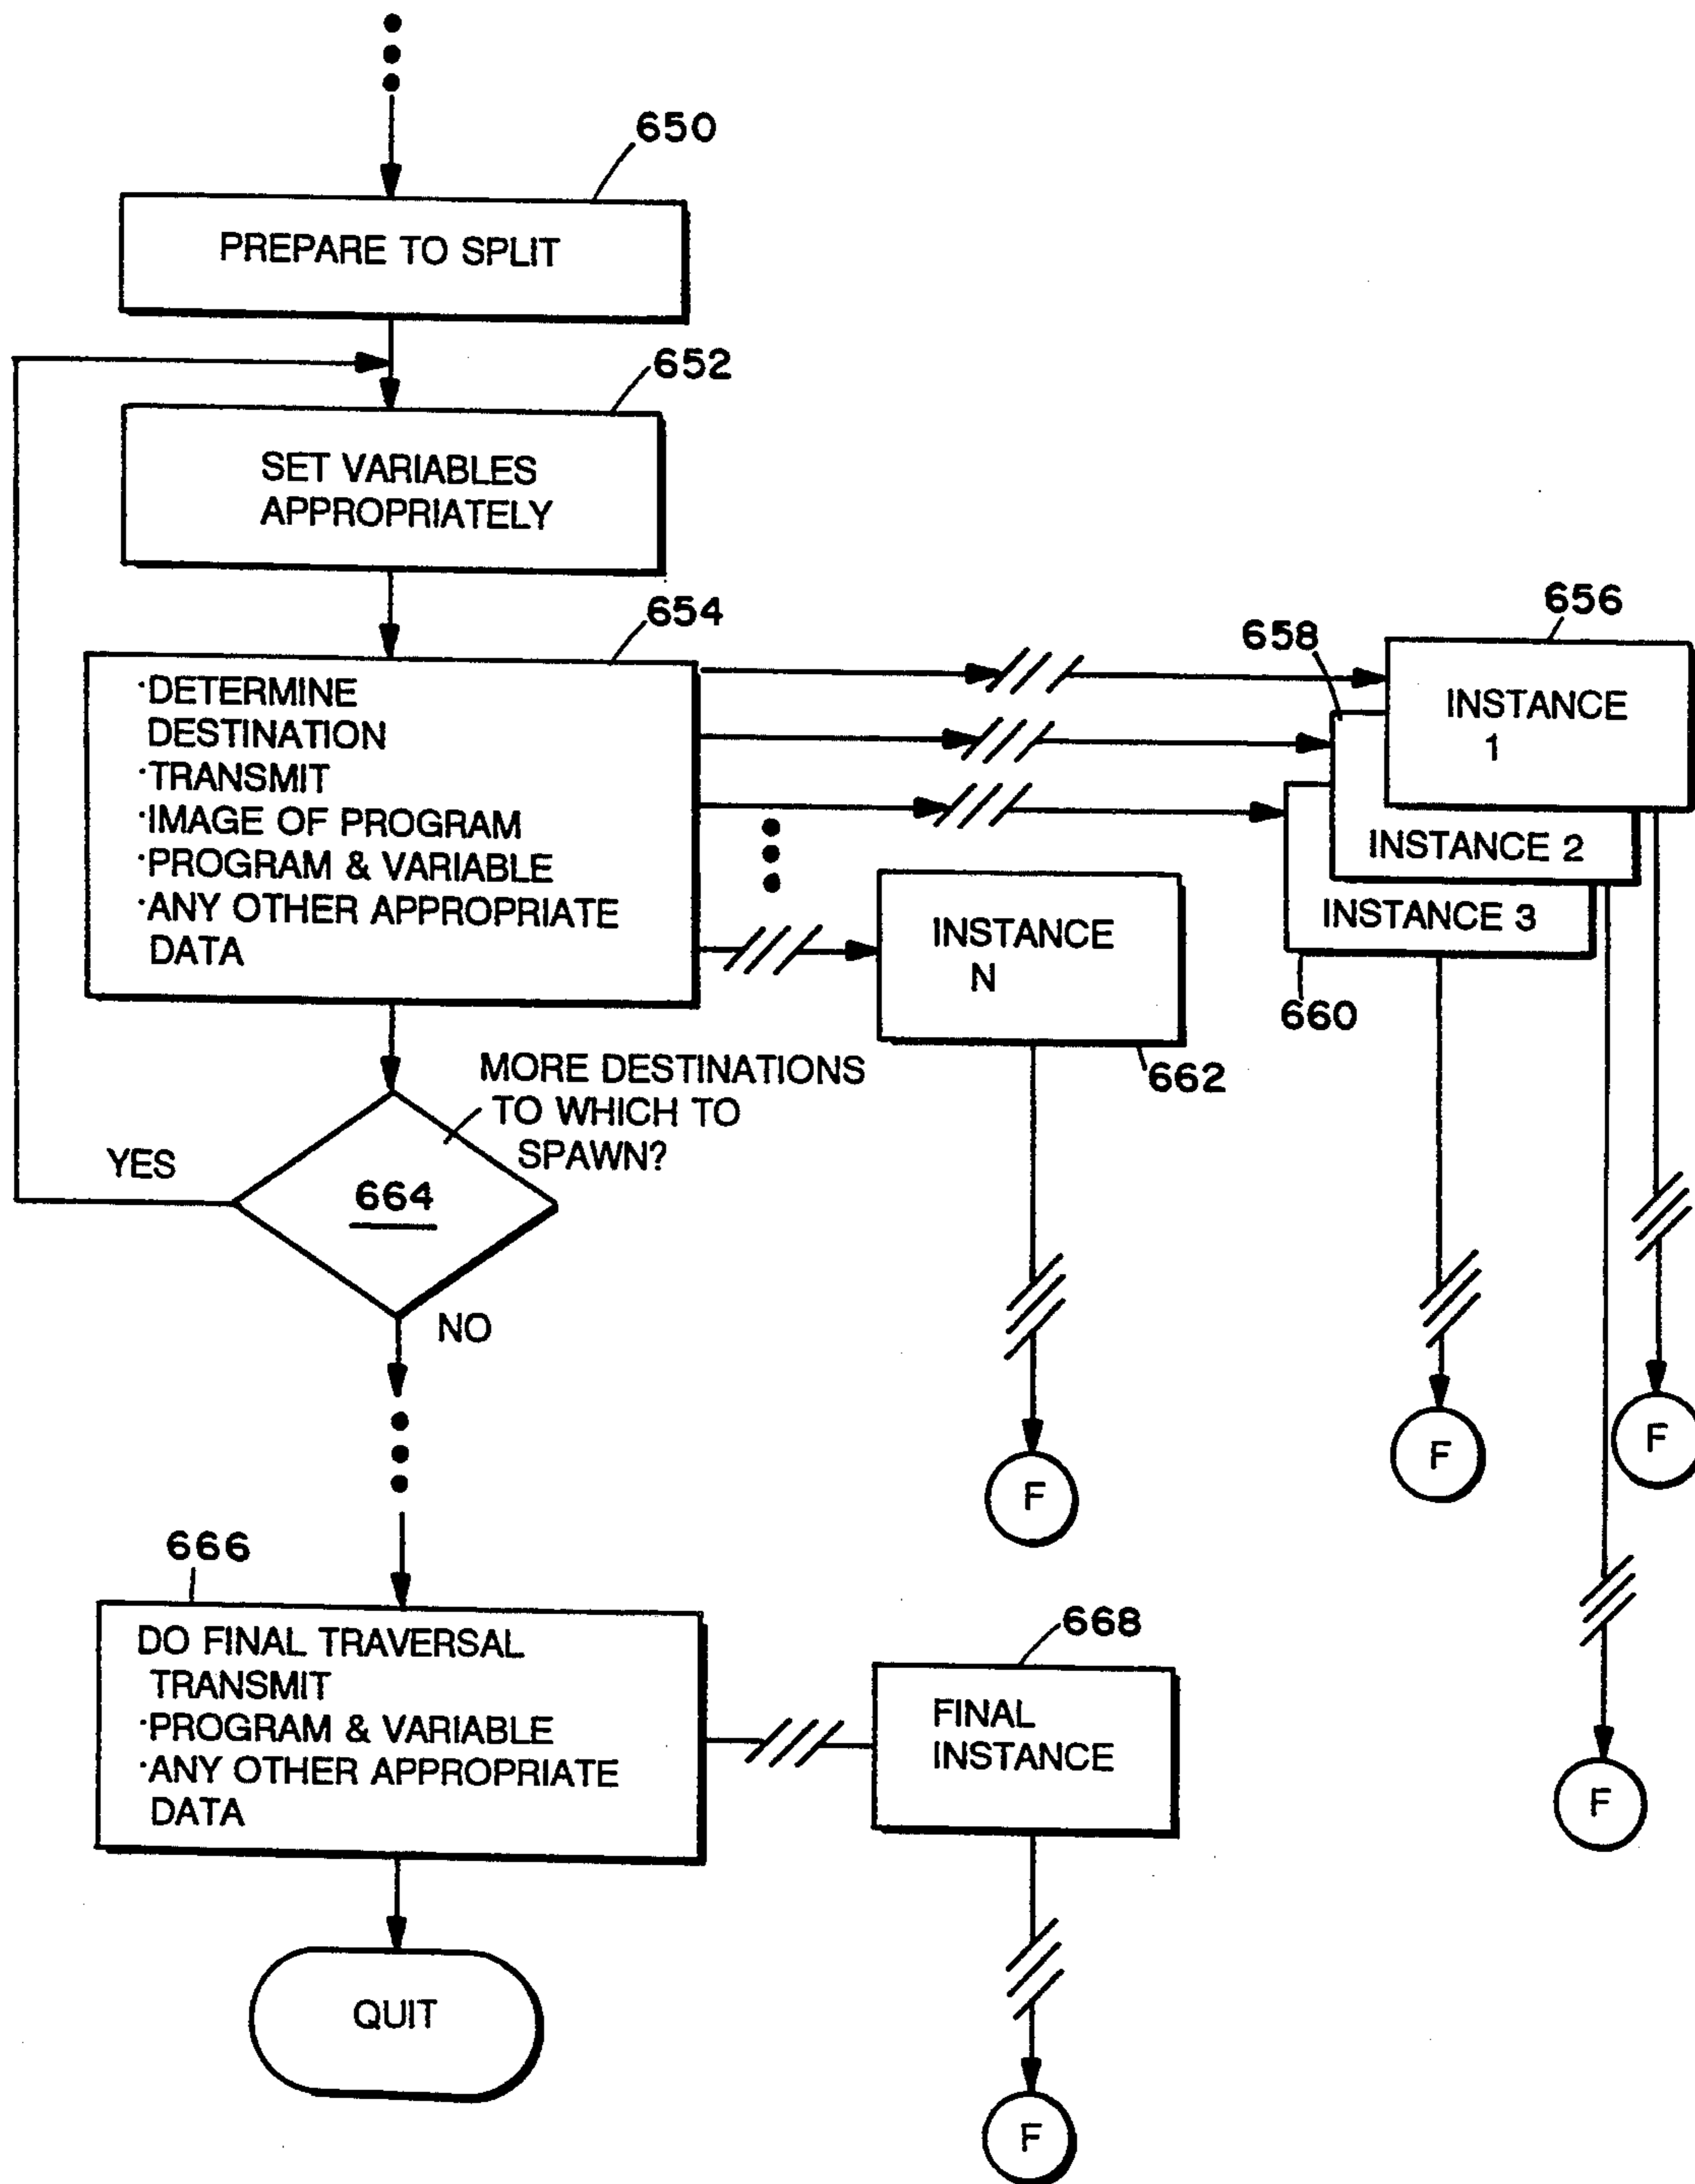 650
PREPARE TO SPLIT
652
SET VARIABLES
APPROPRIATELY
654
·DETERMINE
DESTINATION
·TRANSMIT
·IMAGE OF PROGRAM
·PROGRAM & VARIABLE
·ANY OTHER APPROPRIATE
DATA
656
658
INSTANCE
1
INSTANCE 2
INSTANCE 3
660
INSTANCE
N
662
MORE DESTINATIONS
TO WHICH TO
SPAWN?
YES
664
NO
F
F
F
F
666
DO FINAL TRAVERSAL
TRANSMIT
·PROGRAM & VARIABLE
·ANY OTHER APPROPRIATE
DATA
668
FINAL
INSTANCE
QUIT
F